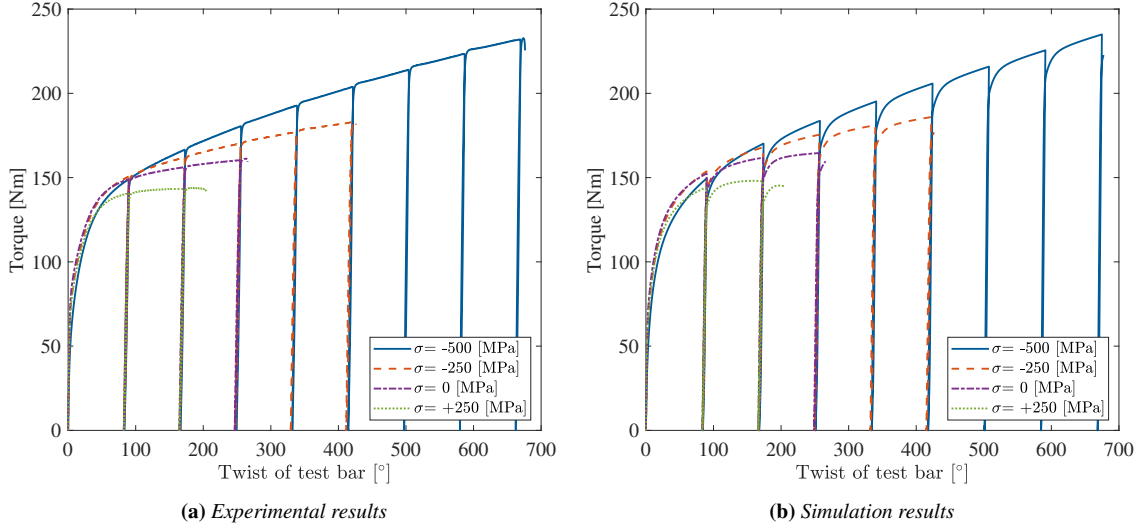 250
200
150
100
50
0
Torque [Nm]
0 100 200 300 400 500 600 700
Twist of test bar [°]
σ= -500 [MPa]
σ= -250 [MPa]
σ= 0 [MPa]
σ= +250 [MPa]
(a) Experimental results
250
200
150
100
50
0
Torque [Nm]
0 100 200 300 400 500 600 700
Twist of test bar [°]
σ= -500 [MPa]
σ= -250 [MPa]
σ= 0 [MPa]
σ= +250 [MPa]
(b) Simulation results